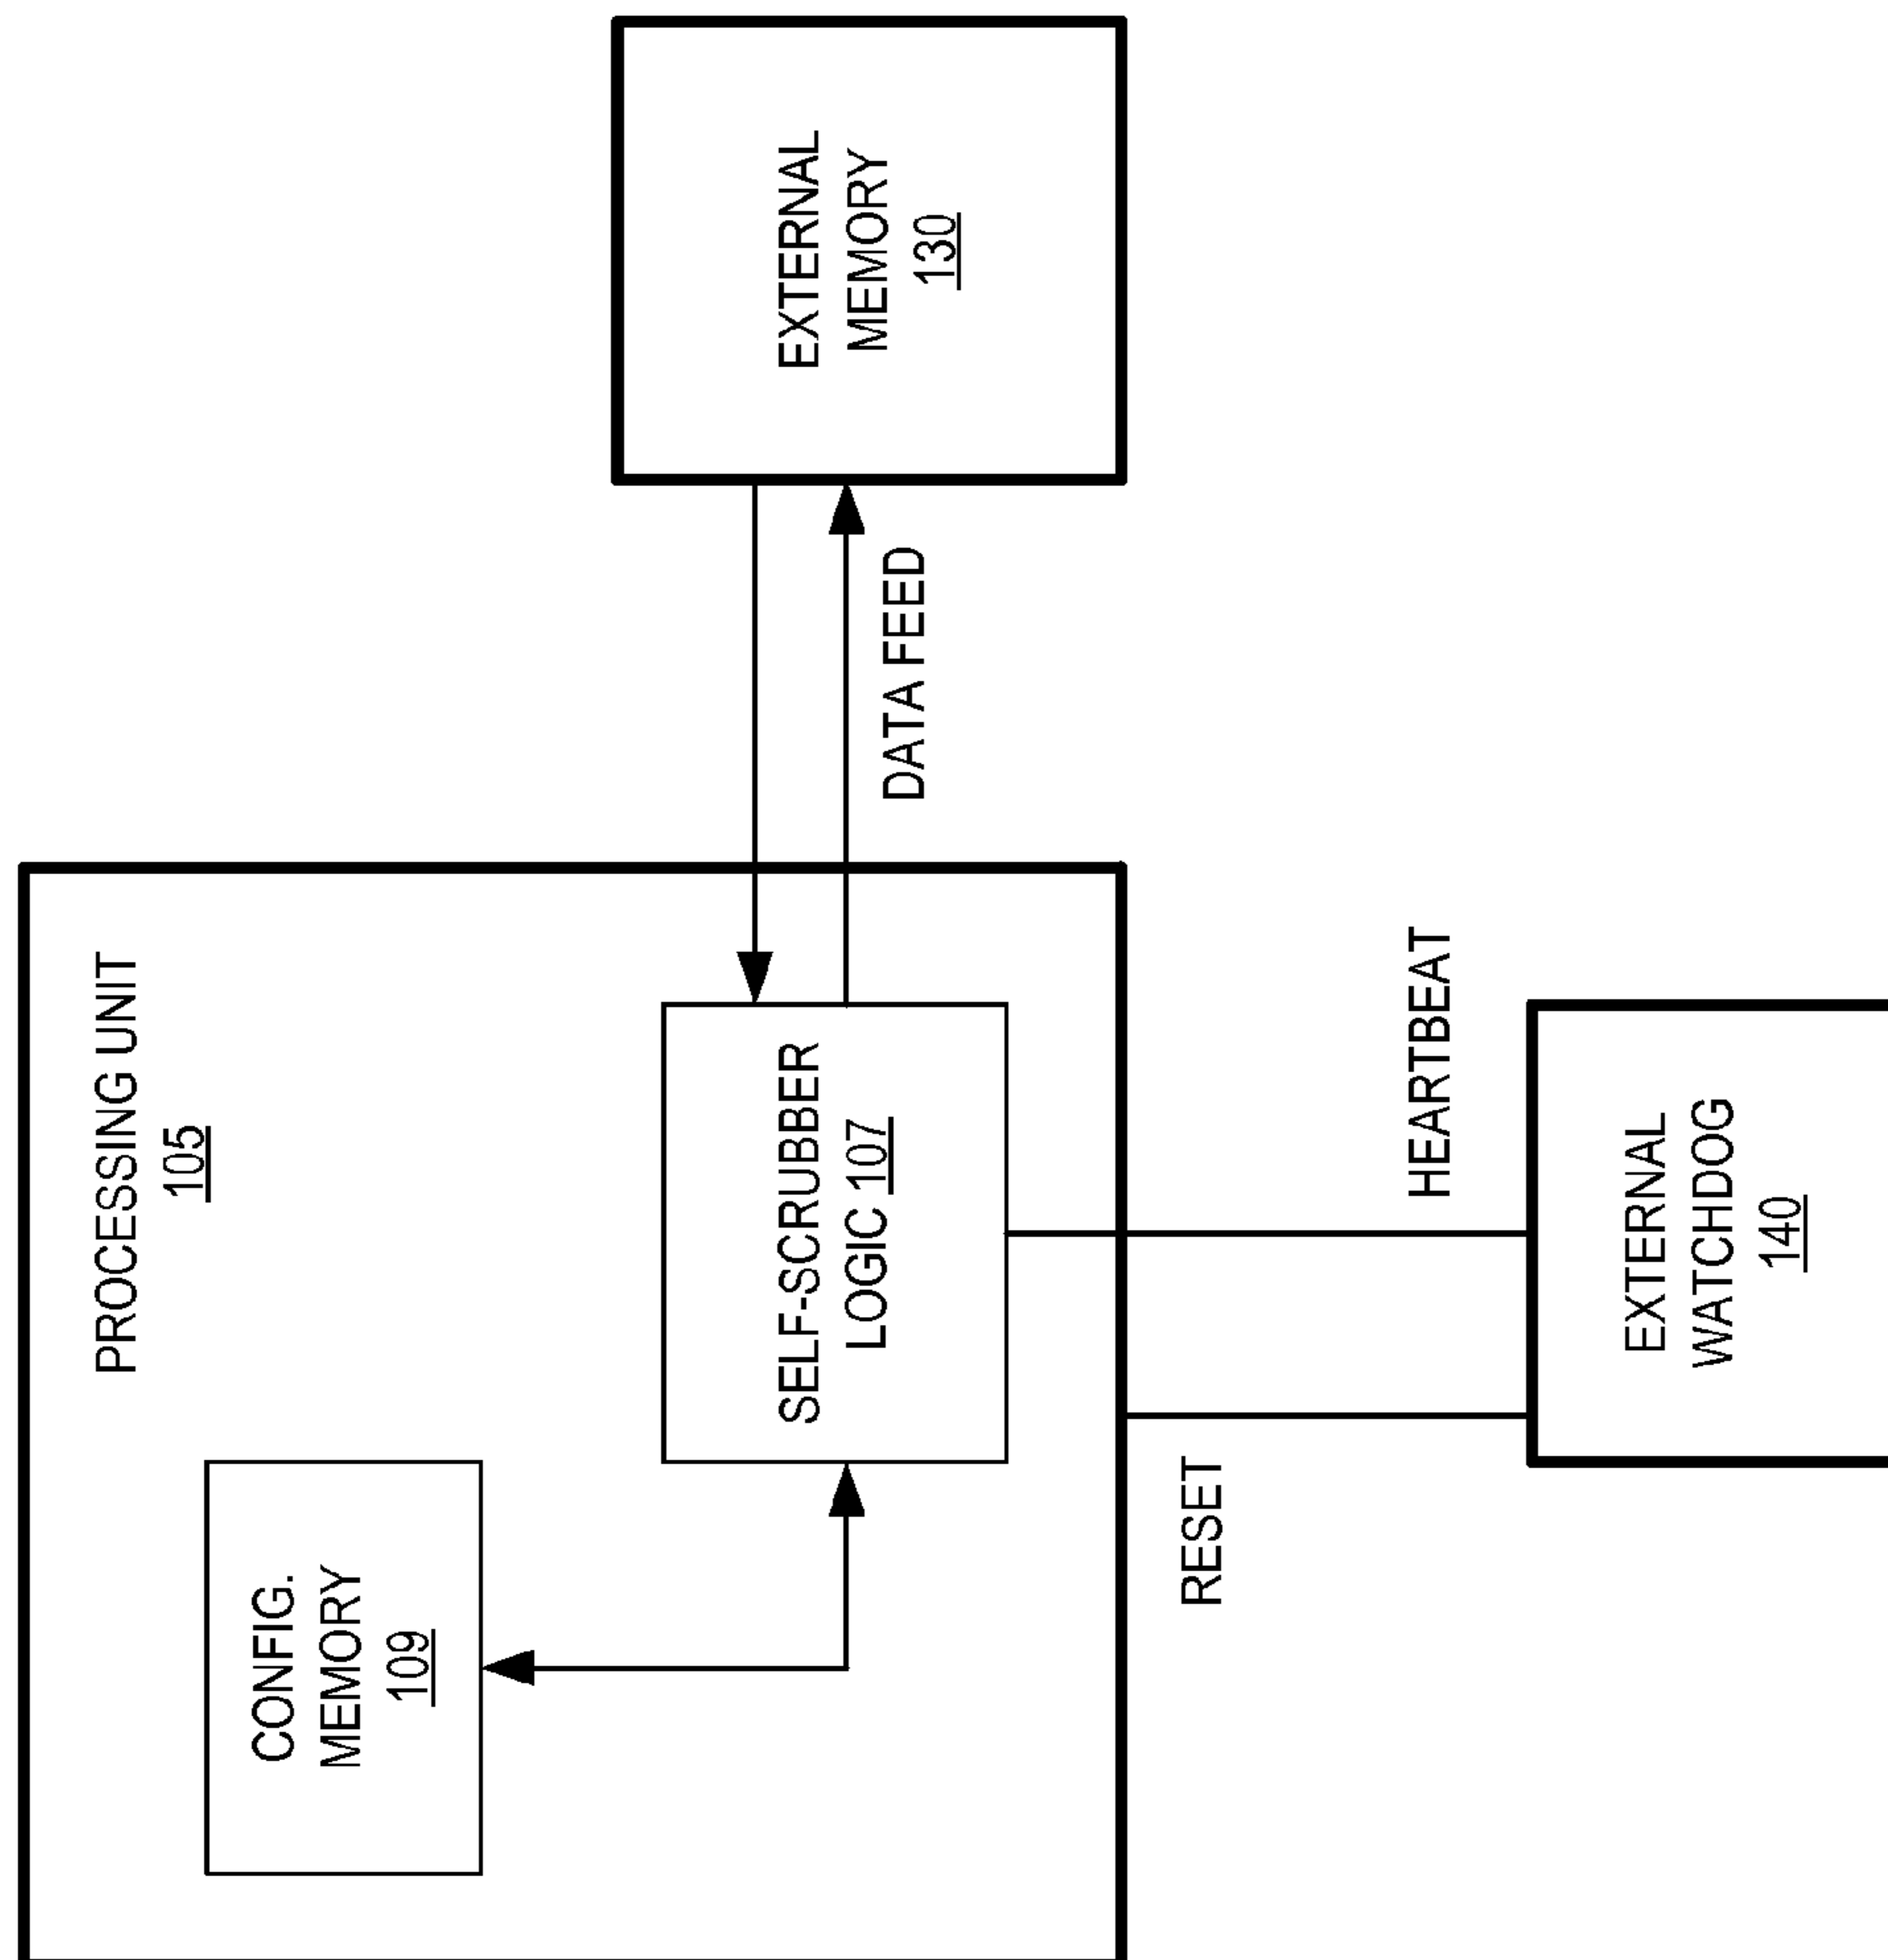 PROCESSING UNIT
105
CONFIG.
MEMORY
109
SELF-SCRUBBER
LOGIC 107
DATA FEED
EXTERNAL
MEMORY
130
RESET
HEARTBEAT
EXTERNAL
WATCHDOG
140